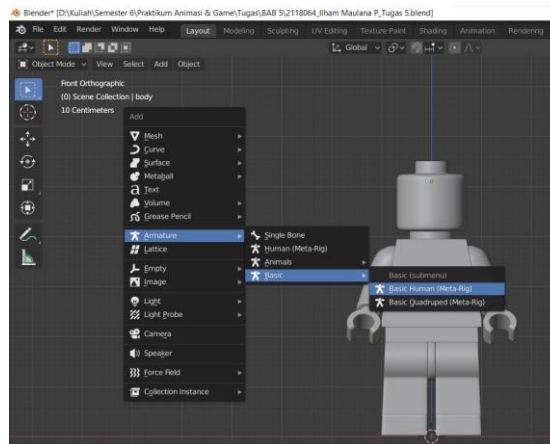 Blender* [D:\Kuliah\Semester 6\Praktikum Animasi & Game\Tugas\BAB 5\2118064_Ilham Maulana P_Tugas 5.blend]
File Edit Render Window Help Layout Modeling Sculpting UV Editing Texture Paint Shading Animation Rendering
Global
Object Mode View Select Add Object
Front Orthographic
(0) Scene Collection | body
10 Centimeters
Add
Mesh
Curve
Surface
Metaball
Text
Volume
Grease Pencil
Armature
Lattice
Empty
Image
Light
Light Probe
Camera
Speaker
Force Field
Collection Instance
Single Bone
Human (Meta-Rig)
Animals
Basic
Basic (submenu)
Basic Human (Meta-Rig)
Basic Quadruped (Meta-Rig)